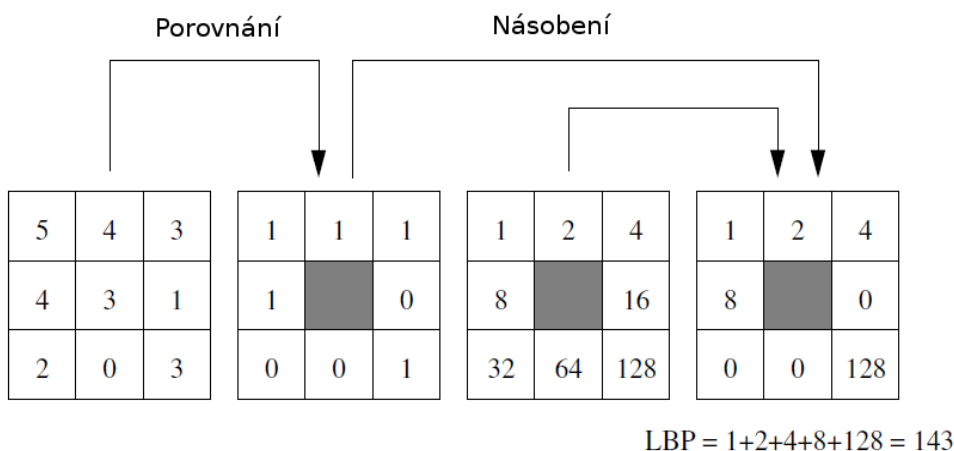 Porovnání Násobení
5 4 3 1 1 1 1 2 4 1 2 4
4 3 1 1 0 8 16 8 0
2 0 3 0 0 1 32 64 128 0 0 128
LBP = 1+2+4+8+128 = 143